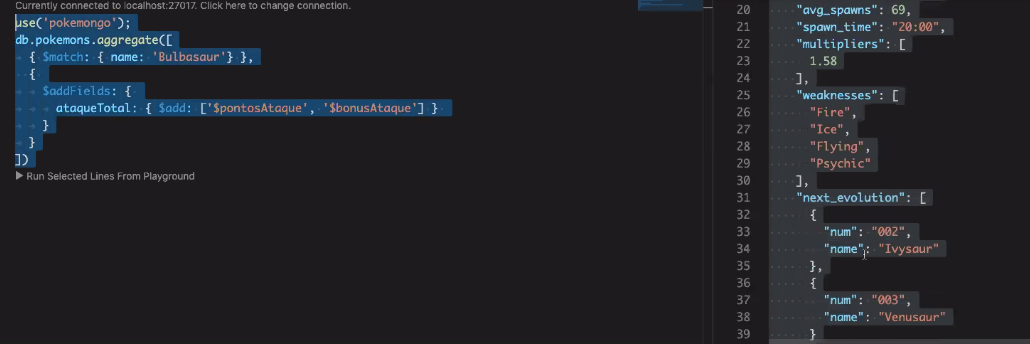 Currently connected to localhost:27017. Click here to change connection.
use('pokemongo');
db.pokemons.aggregate([
{ $match: { name: 'Bulbasaur'} },
{
$addFields: {
ataqueTotal: { $add: ['$pontosAtaque', '$bonusAtaque'] }
}
}
])
Run Selected Lines From Playground
20 "avg_spawns": 69,
21 "spawn_time": "20:00",
22 "multipliers": [
23 1.58
24 ],
25 "weaknesses": [
26 "Fire",
27 "Ice",
28 "Flying",
29 "Psychic"
30 ],
31 "next_evolution": [
32 {
33 "num": "002",
34 "name": "Ivysaur"
35 },
36 {
37 "num": "003",
38 "name": "Venusaur"
39 }